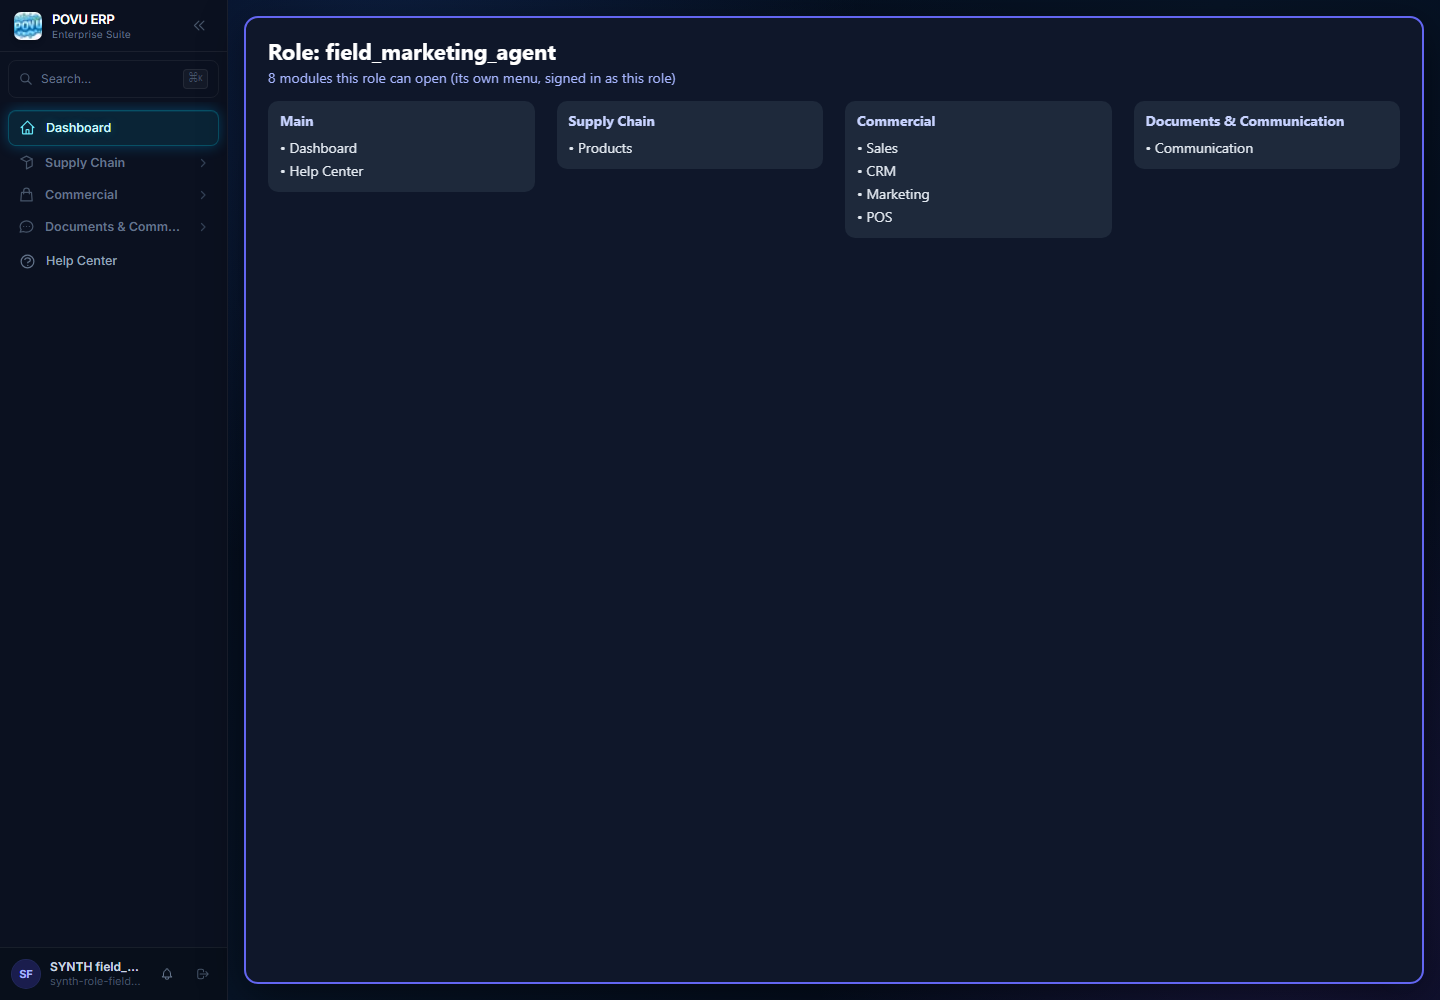 POVU ERP
Enterprise Suite
Search...
⌘K
Dashboard
Supply Chain
Commercial
Documents & Comm...
Help Center
SF
SYNTH field_...
synth-role-field...
Role: field_marketing_agent
8 modules this role can open (its own menu, signed in as this role)
Main
• Dashboard
• Help Center
Supply Chain
• Products
Commercial
• Sales
• CRM
• Marketing
• POS
Documents & Communication
• Communication